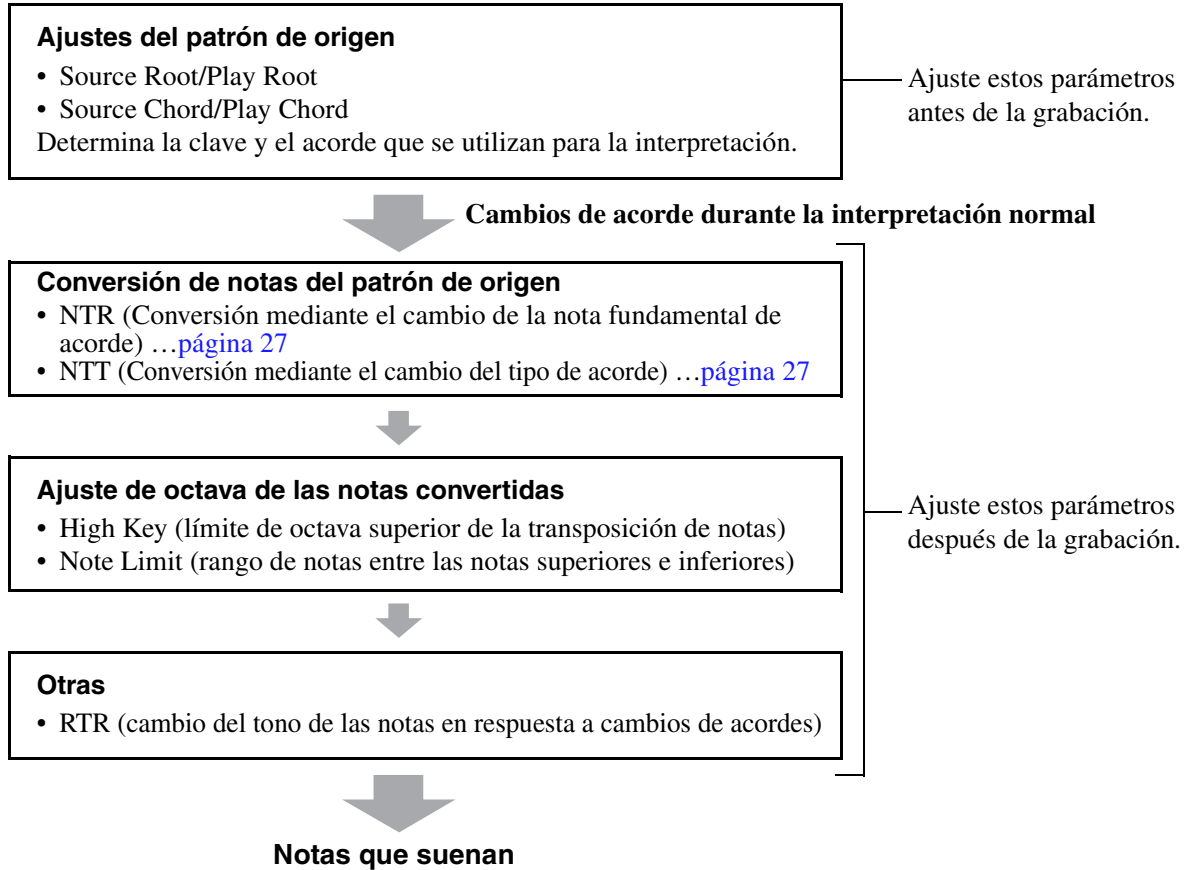 Ajustes del patrón de origen
• Source Root/Play Root
• Source Chord/Play Chord
Determina la clave y el acorde que se utilizan para la interpretación.
Ajuste estos parámetros
antes de la grabación.
Cambios de acorde durante la interpretación normal
Conversión de notas del patrón de origen
• NTR (Conversión mediante el cambio de la nota fundamental de
acorde) …página 27
• NTT (Conversión mediante el cambio del tipo de acorde) …página 27
Ajuste de octava de las notas convertidas
• High Key (límite de octava superior de la transposición de notas)
• Note Limit (rango de notas entre las notas superiores e inferiores)
Ajuste estos parámetros
después de la grabación.
Otras
• RTR (cambio del tono de las notas en respuesta a cambios de acordes)
Notas que suenan